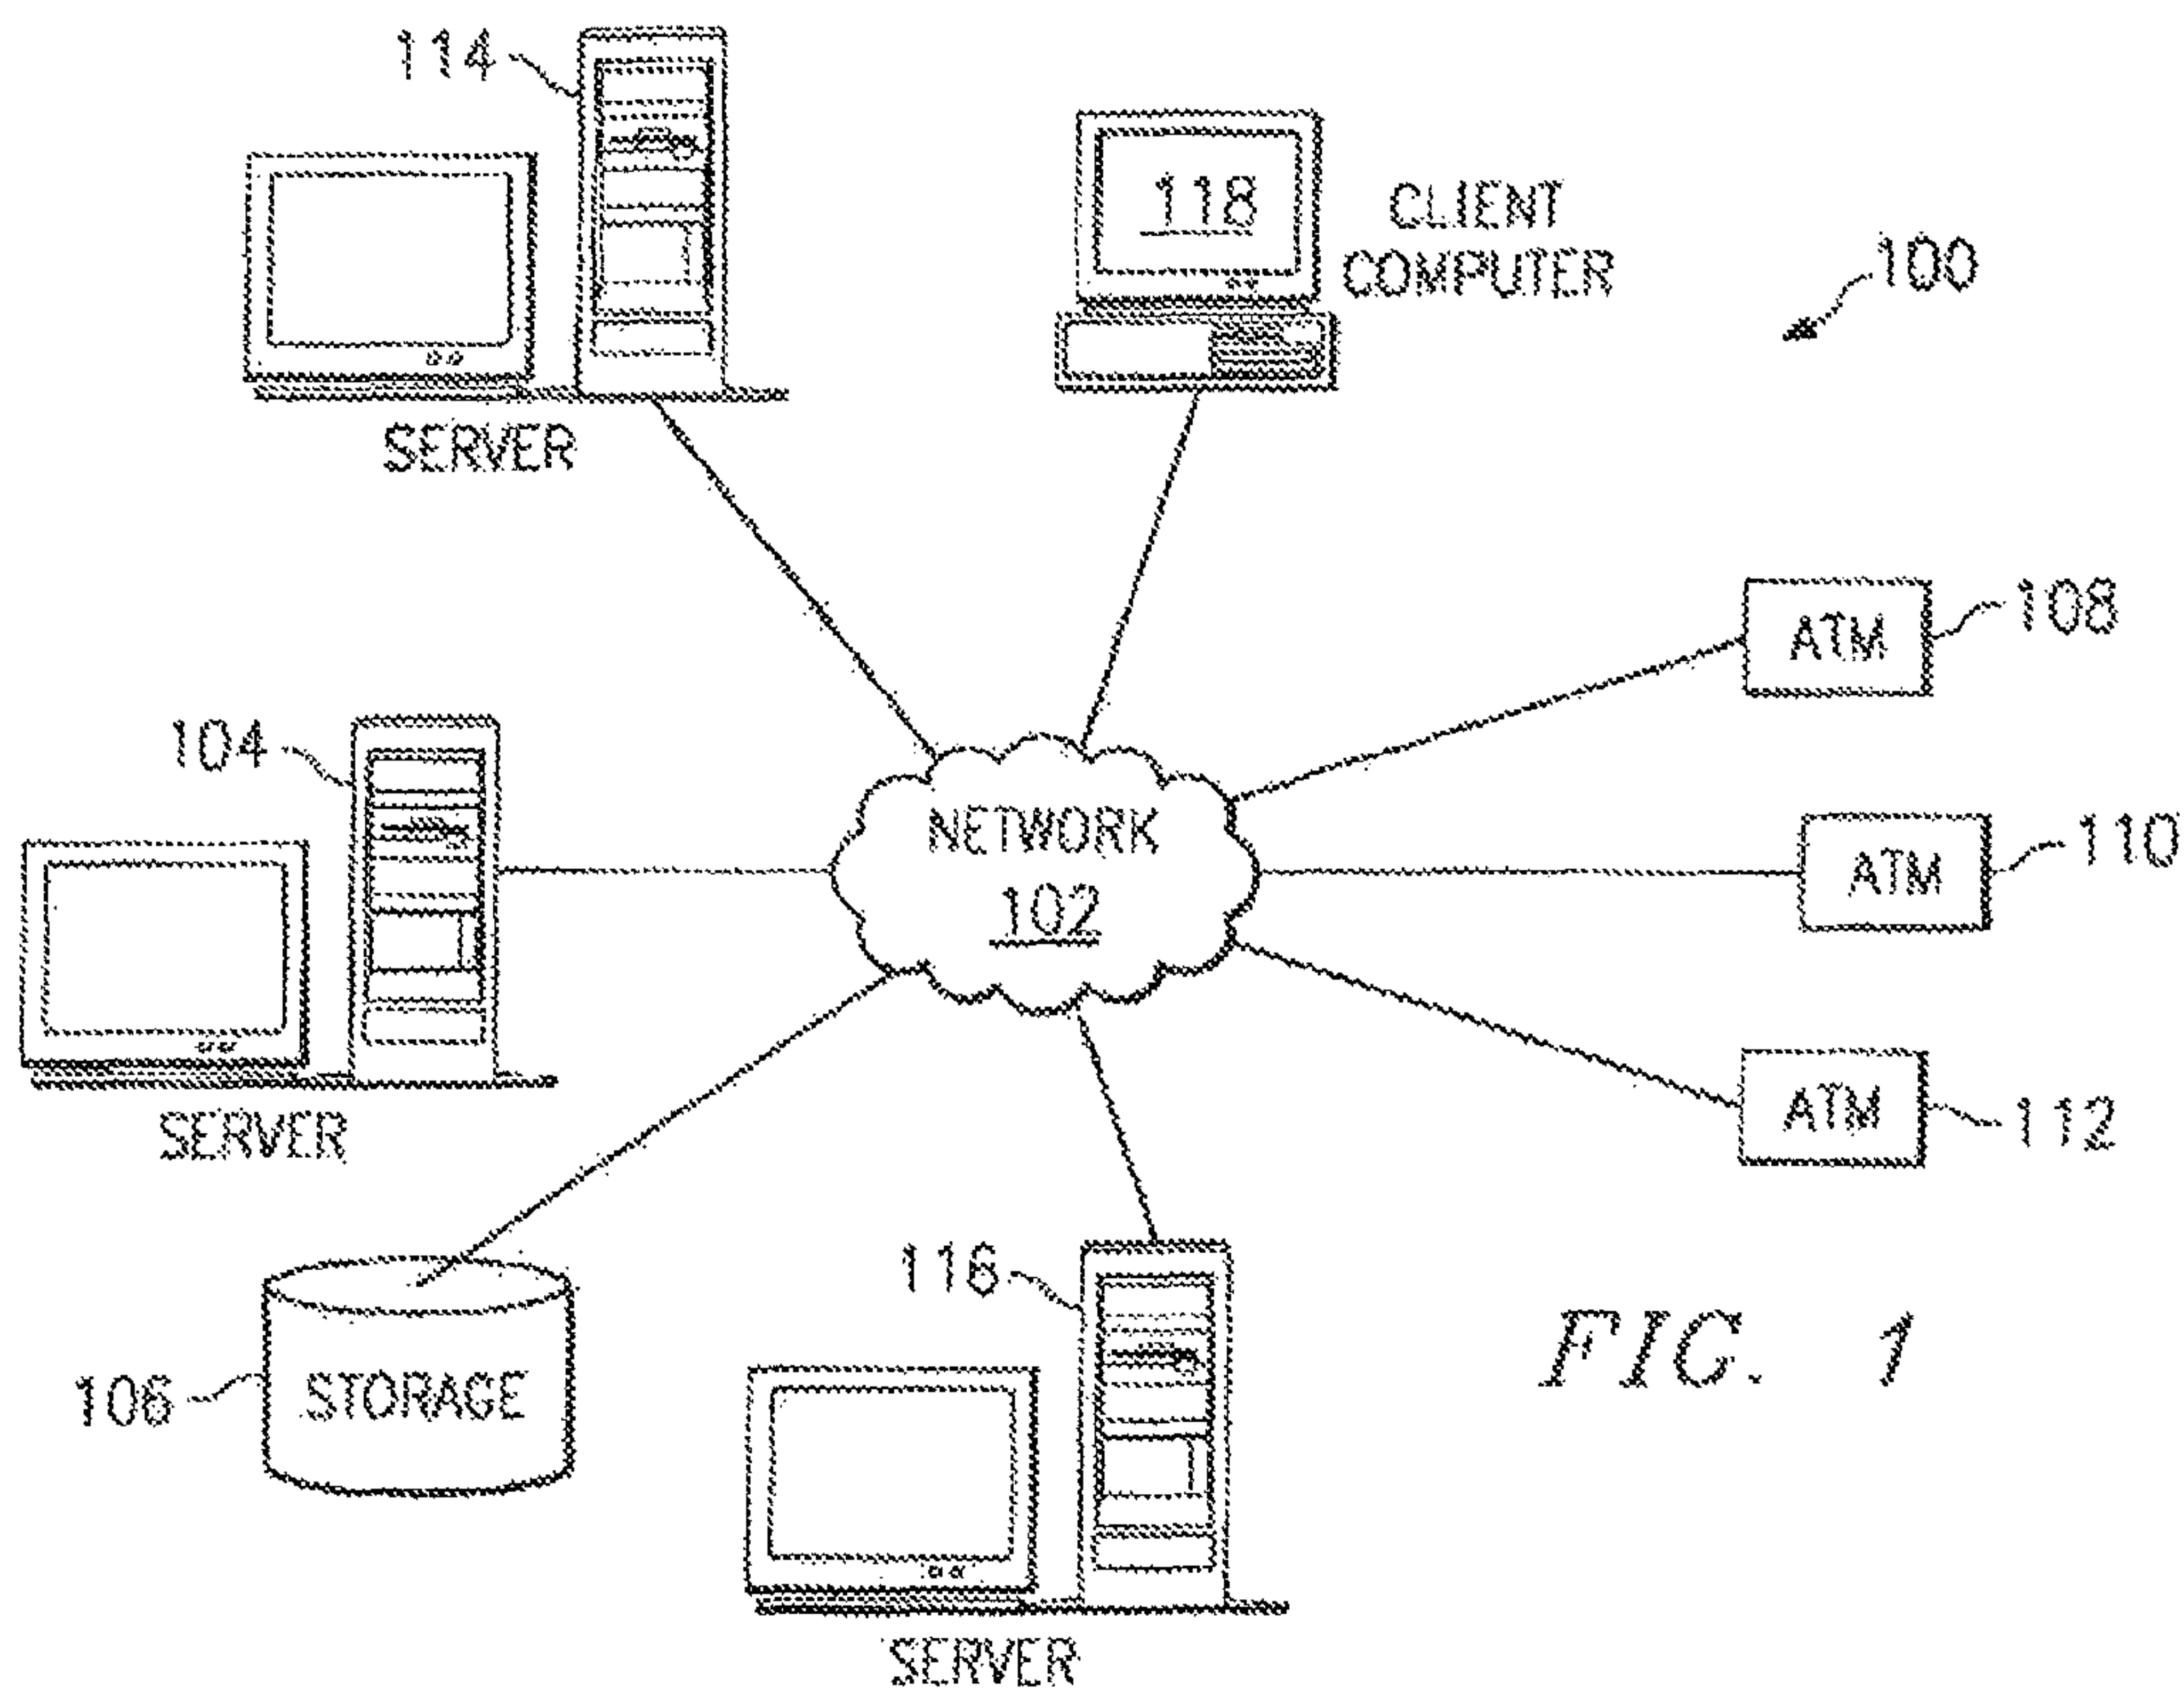 114
118
CLIENT
COMPUTER
100
SERVER
ATM
108
104
NETWORK
102
ATM
110
SERVER
ATM
112
106
STORAGE
116
FIG. 1
SERVER